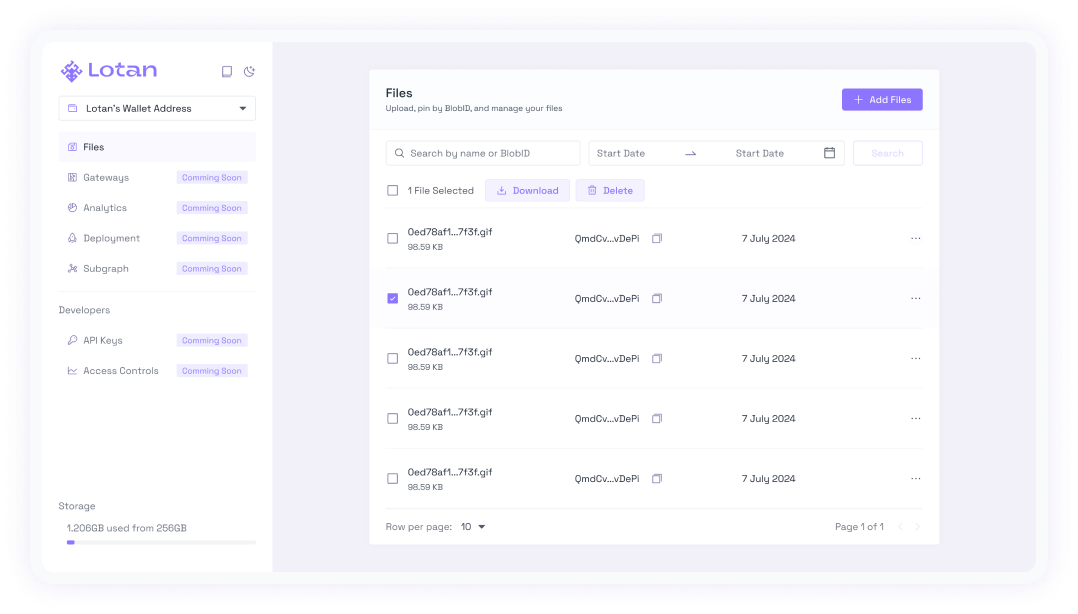 Lotan
Lotan's Wallet Address
Files
Gateways Comming Soon
Analytics Comming Soon
Deployment Comming Soon
Subgraph Comming Soon
Developers
API Keys Comming Soon
Access Controls Comming Soon
Storage
1.206GB used from 256GB
Files
Upload, pin by BlobID, and manage your files
Add Files
Search by name or BlobID Start Date Start Date Search
1 File Selected Download Delete
0ed78af1...7f3f.gif
98.59 KB
QmdCv...vDePi 7 July 2024
0ed78af1...7f3f.gif
98.59 KB
QmdCv...vDePi 7 July 2024
0ed78af1...7f3f.gif
98.59 KB
QmdCv...vDePi 7 July 2024
0ed78af1...7f3f.gif
98.59 KB
QmdCv...vDePi 7 July 2024
0ed78af1...7f3f.gif
98.59 KB
QmdCv...vDePi 7 July 2024
Row per page: 10 Page 1 of 1